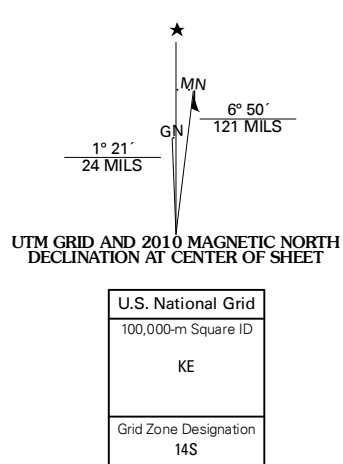 MN
6° 50´
121 MILS
GN
1° 21´
24 MILS
UTM GRID AND 2010 MAGNETIC NORTH
DECLINATION AT CENTER OF SHEET
U.S. National Grid
100,000-m Square ID
KE
Grid Zone Designation
14S